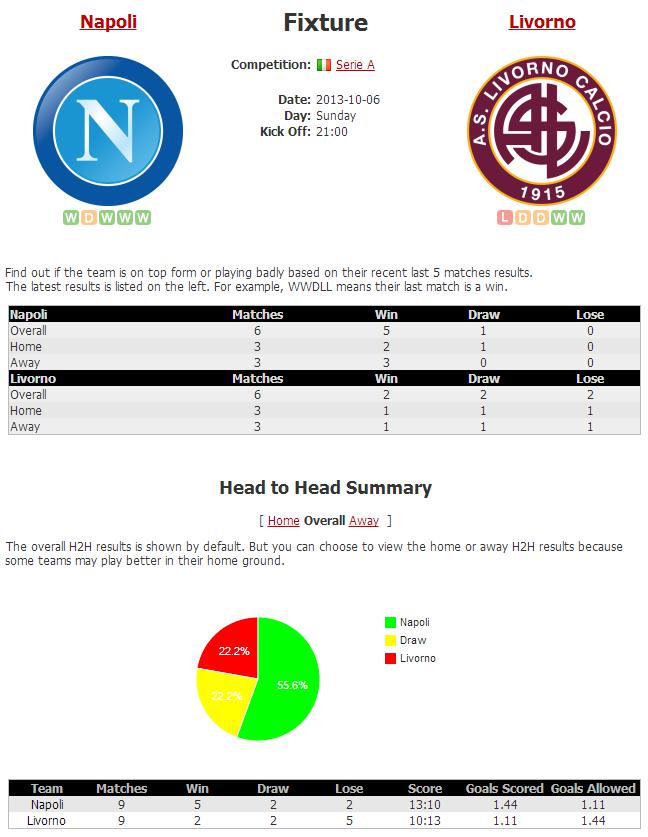 Napoli
Fixture
Livorno
Competition: Serie A
Date: 2013-10-06
Day: Sunday
Kick Off: 21:00
N
A.S. LIVORNO CALCIO
1915
W D W W W
L D D W W
Find out if the team is on top form or playing badly based on their recent last 5 matches results.
The latest results is listed on the left. For example, WWDLL means their last match is a win.
Napoli Matches Win Draw Lose
Overall 6 5 1 0
Home 3 2 1 0
Away 3 3 0 0
Livorno Matches Win Draw Lose
Overall 6 2 2 2
Home 3 1 1 1
Away 3 1 1 1
Head to Head Summary
[ Home Overall Away ]
The overall H2H results is shown by default. But you can choose to view the home or away H2H results because
some teams may play better in their home ground.
Napoli
Draw
Livorno
22.2%
55.6%
22.2%
Team Matches Win Draw Lose Score Goals Scored Goals Allowed
Napoli 9 5 2 2 13:10 1.44 1.11
Livorno 9 2 2 5 10:13 1.11 1.44